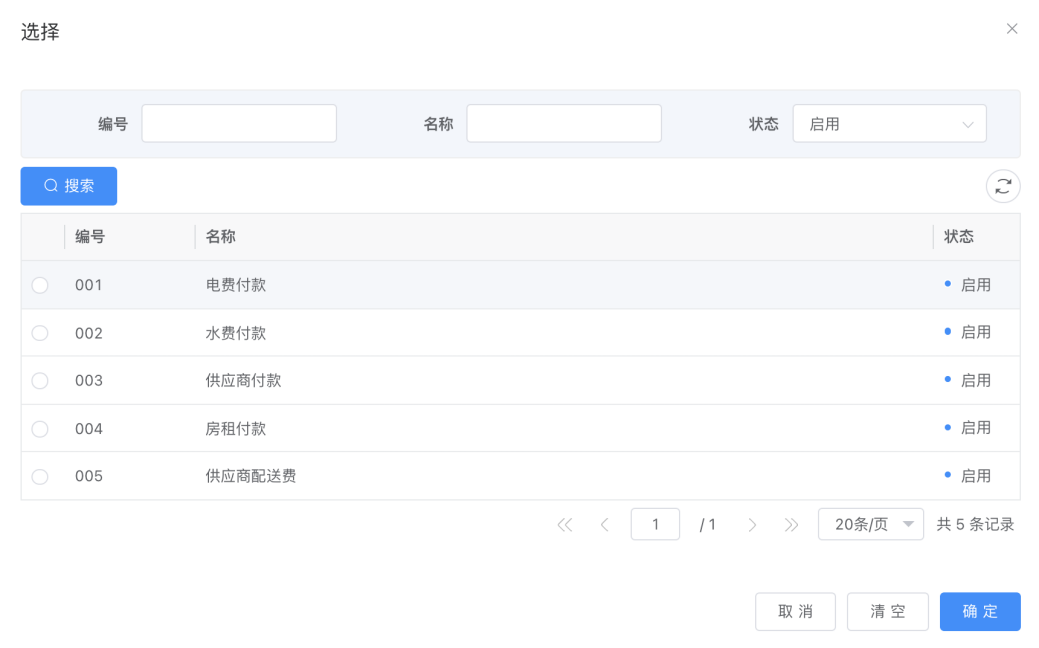 选择
编号 名称 状态 启用
搜索
编号 名称 状态
001 电费付款 启用
002 水费付款 启用
003 供应商付款 启用
004 房租付款 启用
005 供应商配送费 启用
1 / 1 20条/页 共 5 条记录
取 消 清 空 确 定